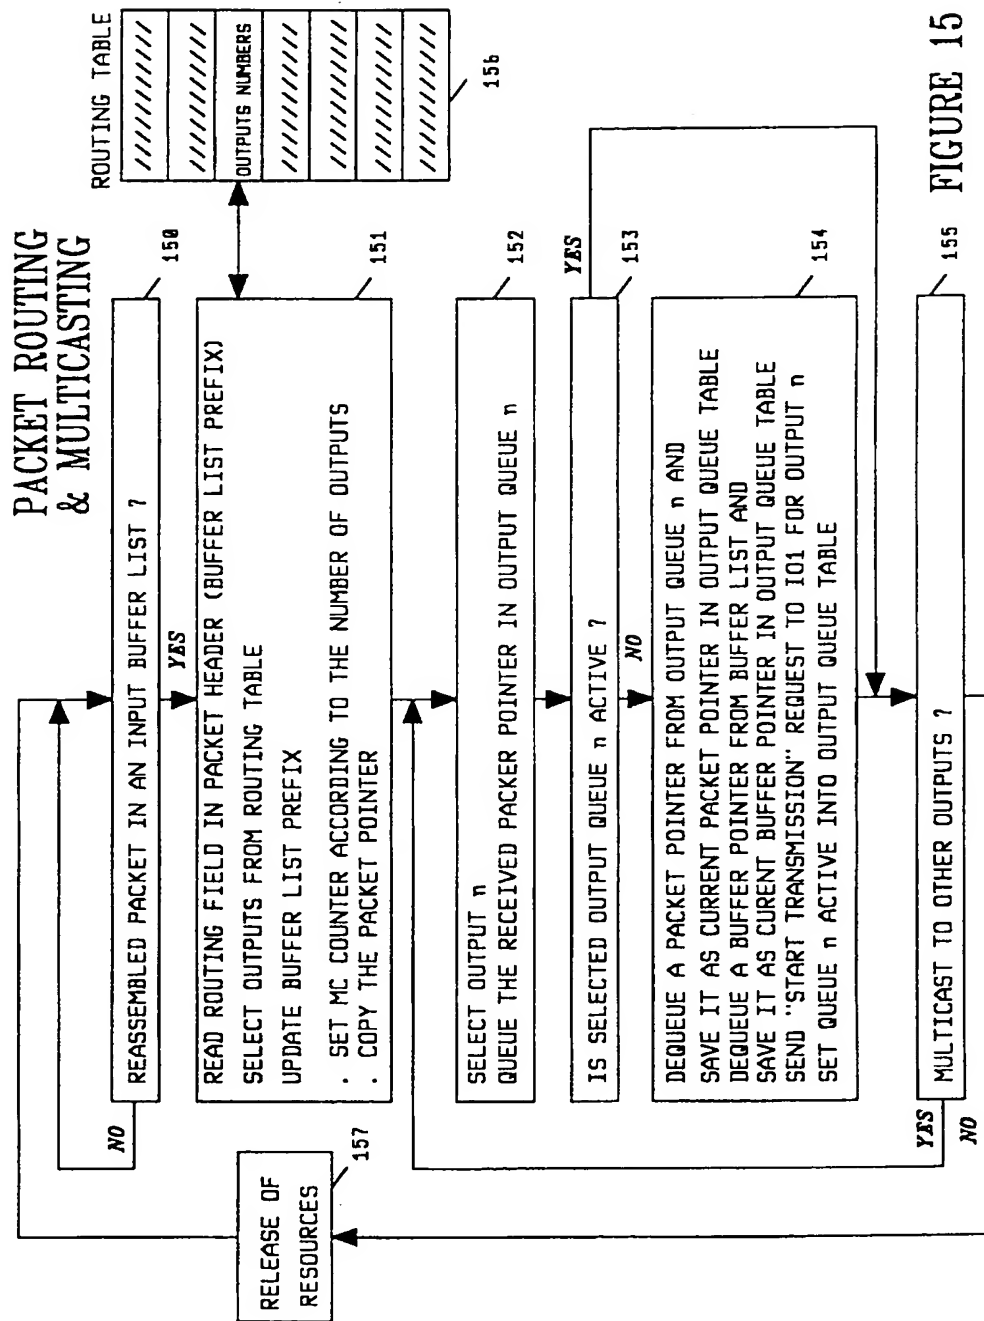 PACKET ROUTING
& MULTICASTING
ROUTING TABLE
//////////
//////////
OUTPUTS NUMBERS
//////////
//////////
//////////
//////////
156
REASSEMBLED PACKET IN AN INPUT BUFFER LIST ?
150
NO
YES
READ ROUTING FIELD IN PACKET HEADER (BUFFER LIST PREFIX)
SELECT OUTPUTS FROM ROUTING TABLE
UPDATE BUFFER LIST PREFIX
. SET MC COUNTER ACCORDING TO THE NUMBER OF OUTPUTS
. COPY THE PACKET POINTER
151
SELECT OUTPUT n
QUEUE THE RECEIVED PACKER POINTER IN OUTPUT QUEUE n
152
IS SELECTED OUTPUT QUEUE n ACTIVE ?
153
YES
NO
DEQUEUE A PACKET POINTER FROM OUTPUT QUEUE n AND
SAVE IT AS CURRENT PACKET POINTER IN OUTPUT QUEUE TABLE
DEQUEUE A BUFFER POINTER FROM BUFFER LIST AND
SAVE IT AS CURENT BUFFER POINTER IN OUTPUT QUEUE TABLE
SEND "START TRANSMISSION" REQUEST TO IO1 FOR OUTPUT n
SET QUEUE n ACTIVE INTO OUTPUT QUEUE TABLE
154
MULTICAST TO OTHER OUTPUTS ?
155
YES
NO
RELEASE OF
RESOURCES
157
FIGURE 15